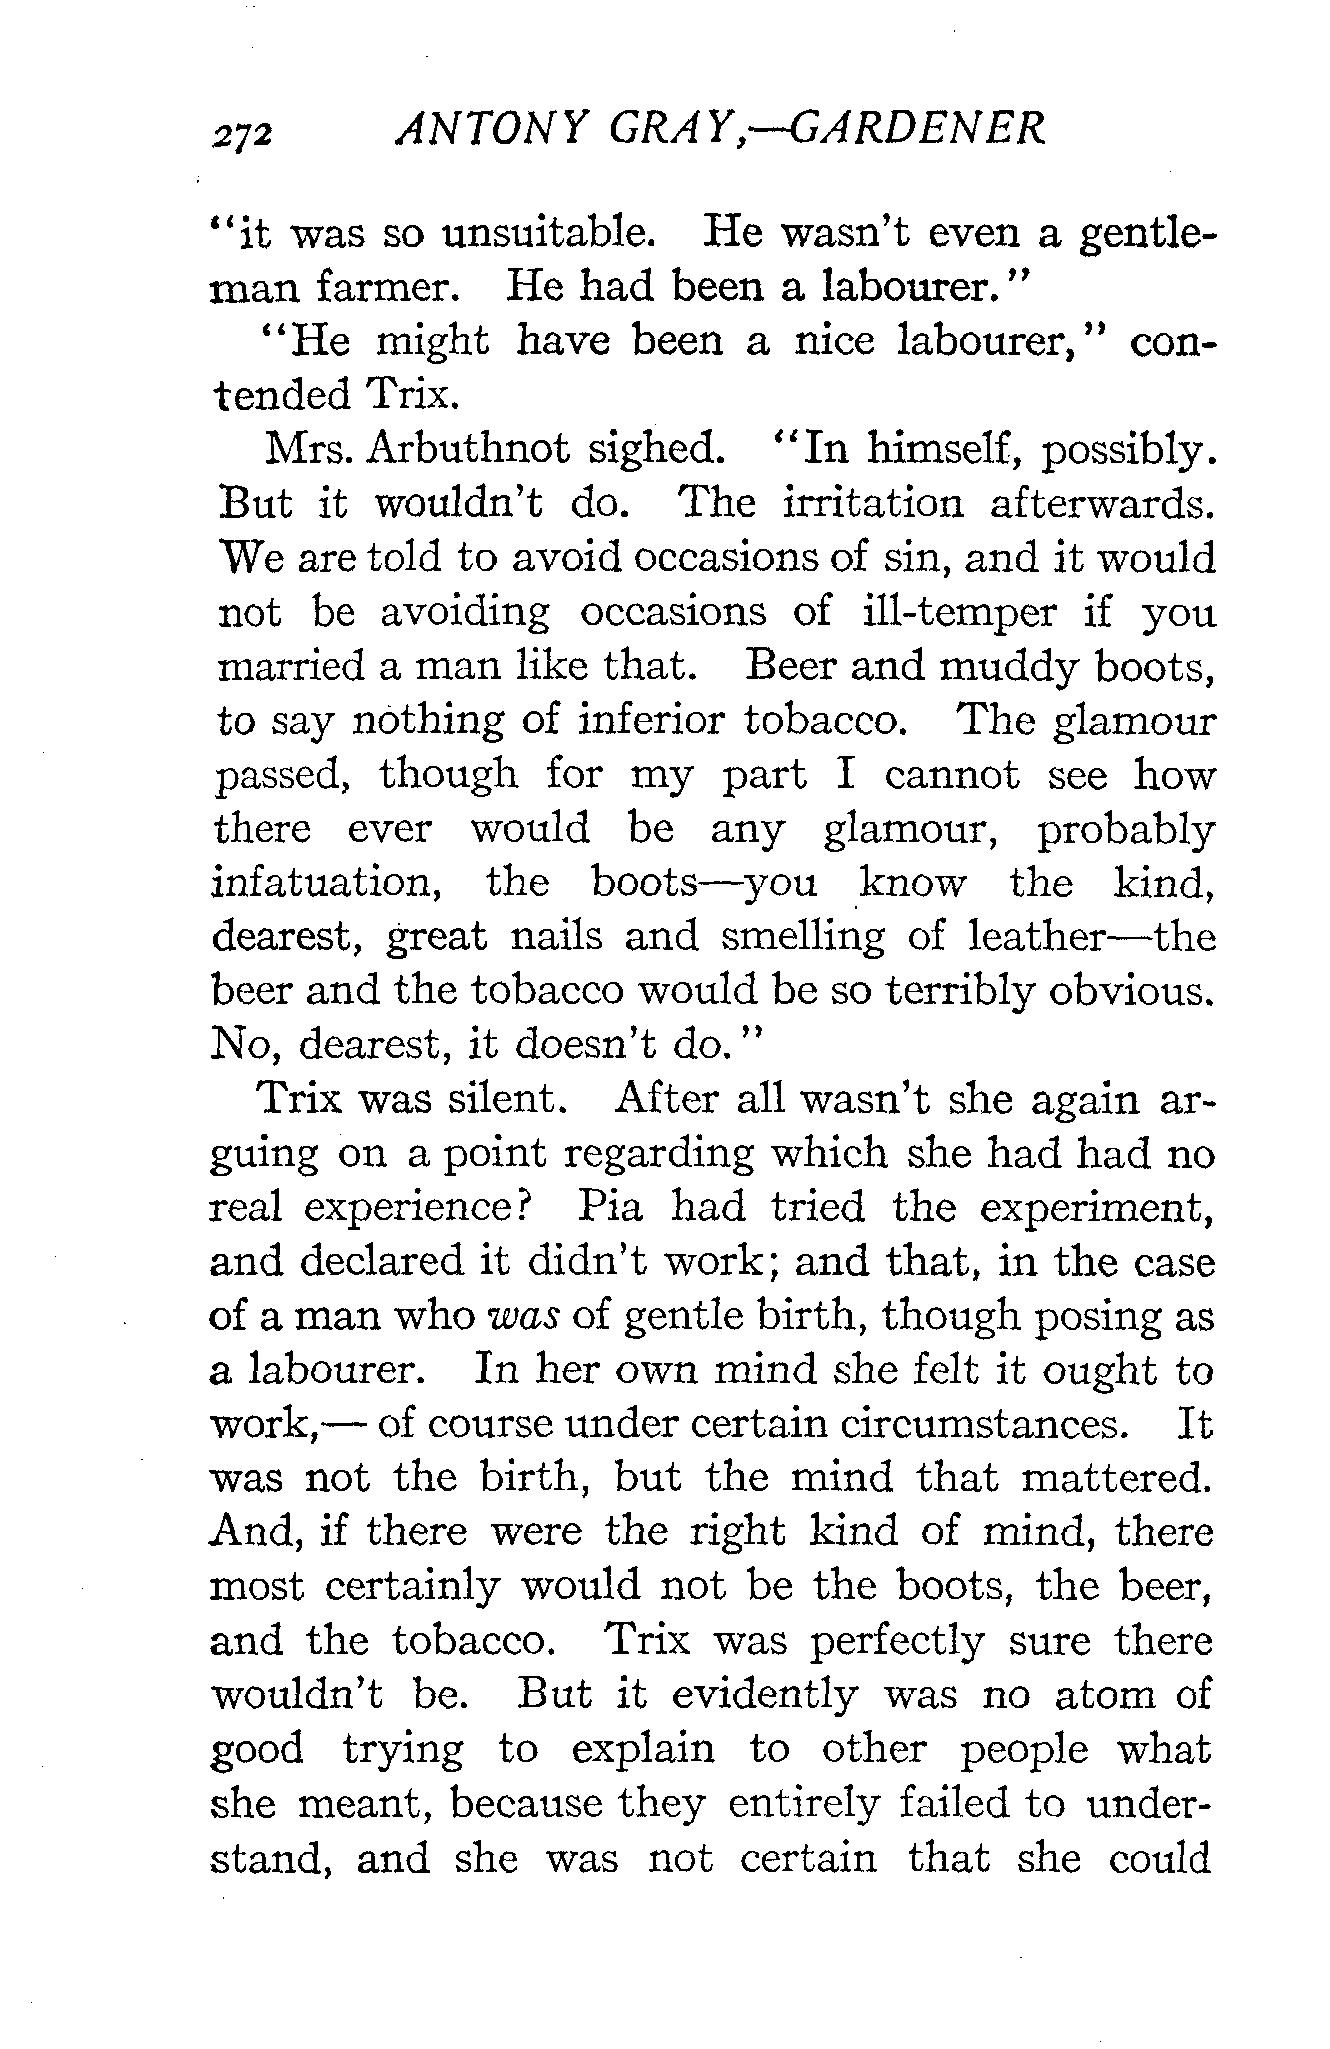 272 ANTONY GRAY,—GARDENER
"it was so unsuitable. He wasn't even a gentle-
man farmer. He had been a labourer."
"He might have been a nice labourer," con-
tended Trix.
Mrs. Arbuthnot sighed. "In himself, possibly.
But it wouldn't do. The irritation afterwards.
We are told to avoid occasions of sin, and it would
not be avoiding occasions of ill-temper if you
married a man like that. Beer and muddy boots,
to say nothing of inferior tobacco. The glamour
passed, though for my part I cannot see how
there ever would be any glamour, probably
infatuation, the boots—you know the kind,
dearest, great nails and smelling of leather—the
beer and the tobacco would be so terribly obvious.
No, dearest, it doesn't do."
Trix was silent. After all wasn't she again ar-
guing on a point regarding which she had had no
real experience? Pia had tried the experiment,
and declared it didn't work; and that, in the case
of a man who was of gentle birth, though posing as
a labourer. In her own mind she felt it ought to
work,— of course under certain circumstances. It
was not the birth, but the mind that mattered.
And, if there were the right kind of mind, there
most certainly would not be the boots, the beer,
and the tobacco. Trix was perfectly sure there
wouldn't be. But it evidently was no atom of
good trying to explain to other people what
she meant, because they entirely failed to under-
stand, and she was not certain that she could